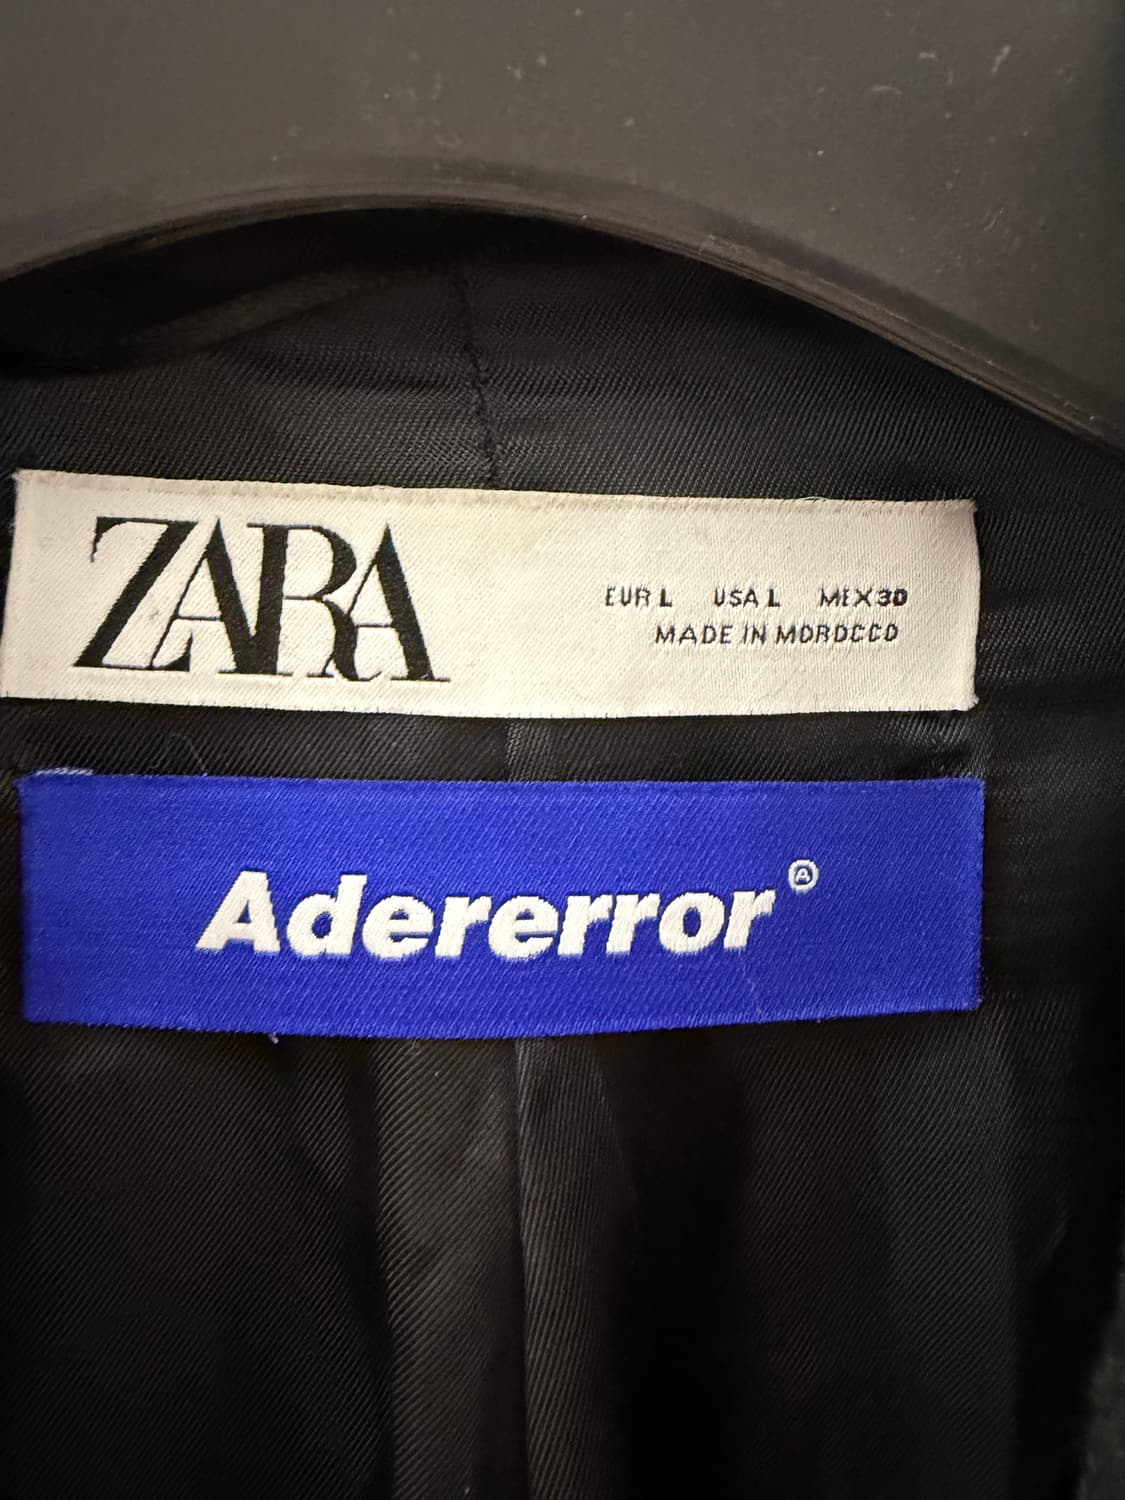 ZARA
EUR L USA L MEX 30
MADE IN MOROCCO
Adererror Ⓐ